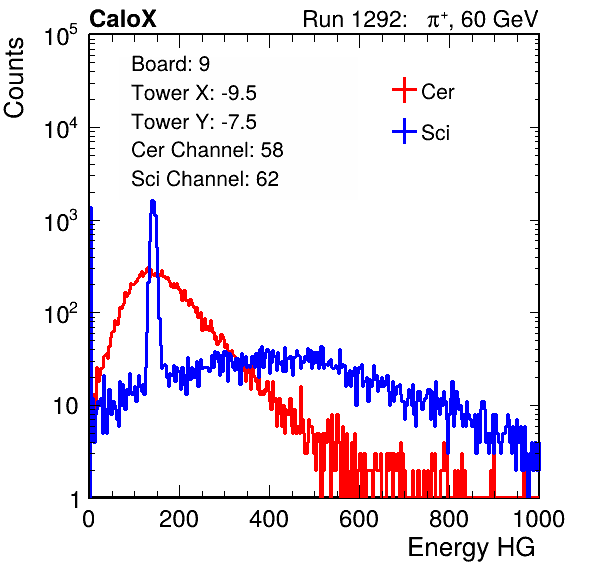 CaloX Run 1292: π⁺, 60 GeV
Counts
Board: 9
Tower X: -9.5
Tower Y: -7.5
Cer Channel: 58
Sci Channel: 62
Cer
Sci
10⁵
10⁴
10³
10²
10
1
0 200 400 600 800 1000
Energy HG